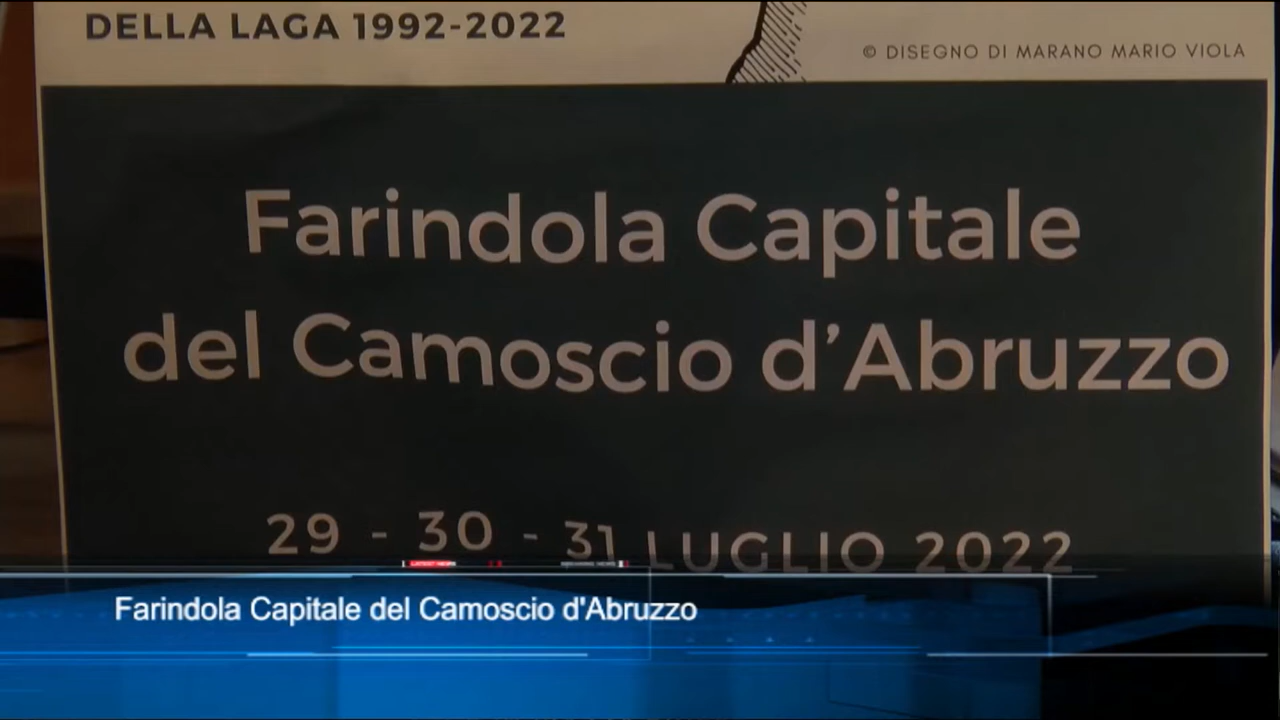 DELLA LAGA 1992-2022
© DISEGNO DI MARANO MARIO VIOLA
Farindola Capitale
del Camoscio d’Abruzzo
29 - 30 - 31 LUGLIO 2022
Farindola Capitale del Camoscio d'Abruzzo